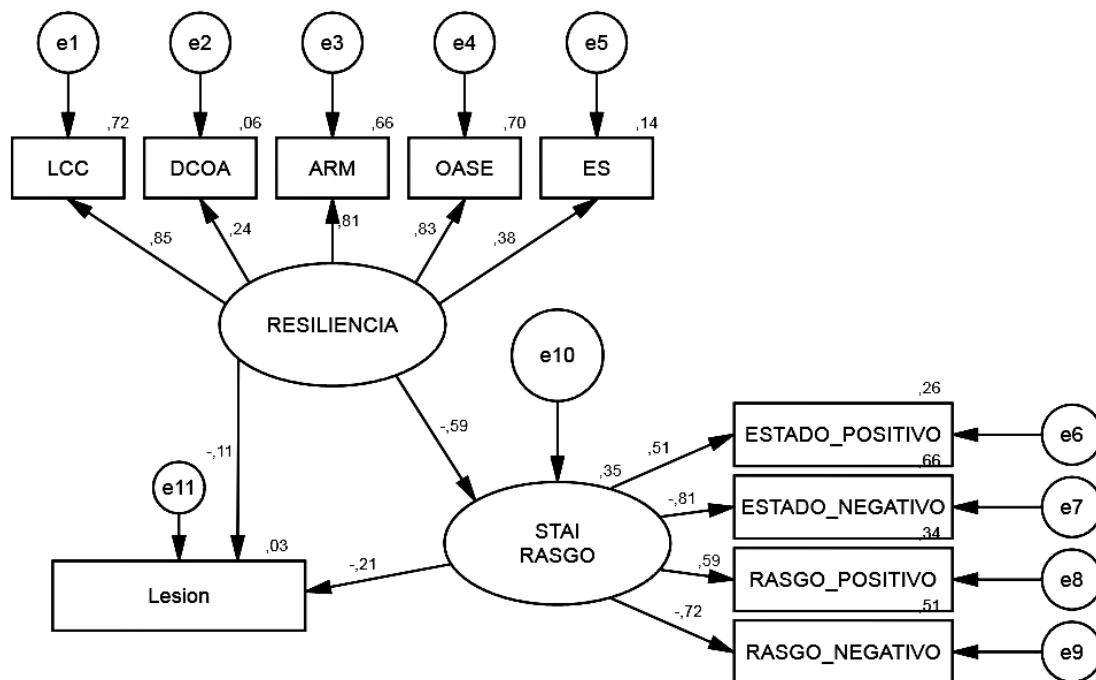 e1
e2
e3
e4
e5
,72
,06
,66
,70
,14
LCC
DCOA
ARM
OASE
ES
,85
,24
,81
,83
,38
RESILIENCIA
e10
-,59
-,11
,26
ESTADO_POSITIVO
e6
,51
,35
,66
e11
-,81
ESTADO_NEGATIVO
e7
STAI
RASGO
,34
,03
-,21
,59
RASGO_POSITIVO
e8
Lesion
,51
-,72
RASGO_NEGATIVO
e9